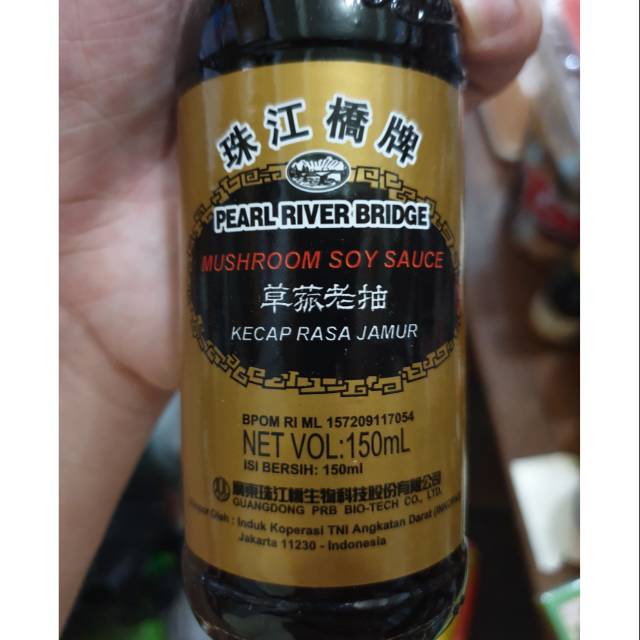 珠江橋牌
PEARL RIVER BRIDGE
MUSHROOM SOY SAUCE
草菰老抽
KECAP RASA JAMUR
BPOM RI ML 157209117054
NET VOL:150mL
ISI BERSIH: 150ml
廣東珠江橋生物科技股份有限公司
GUANGDONG PRB BIO-TECH CO., LTD.
Oleh : Induk Koperasi TNI Angkatan Darat
Jakarta 11230 - Indonesia